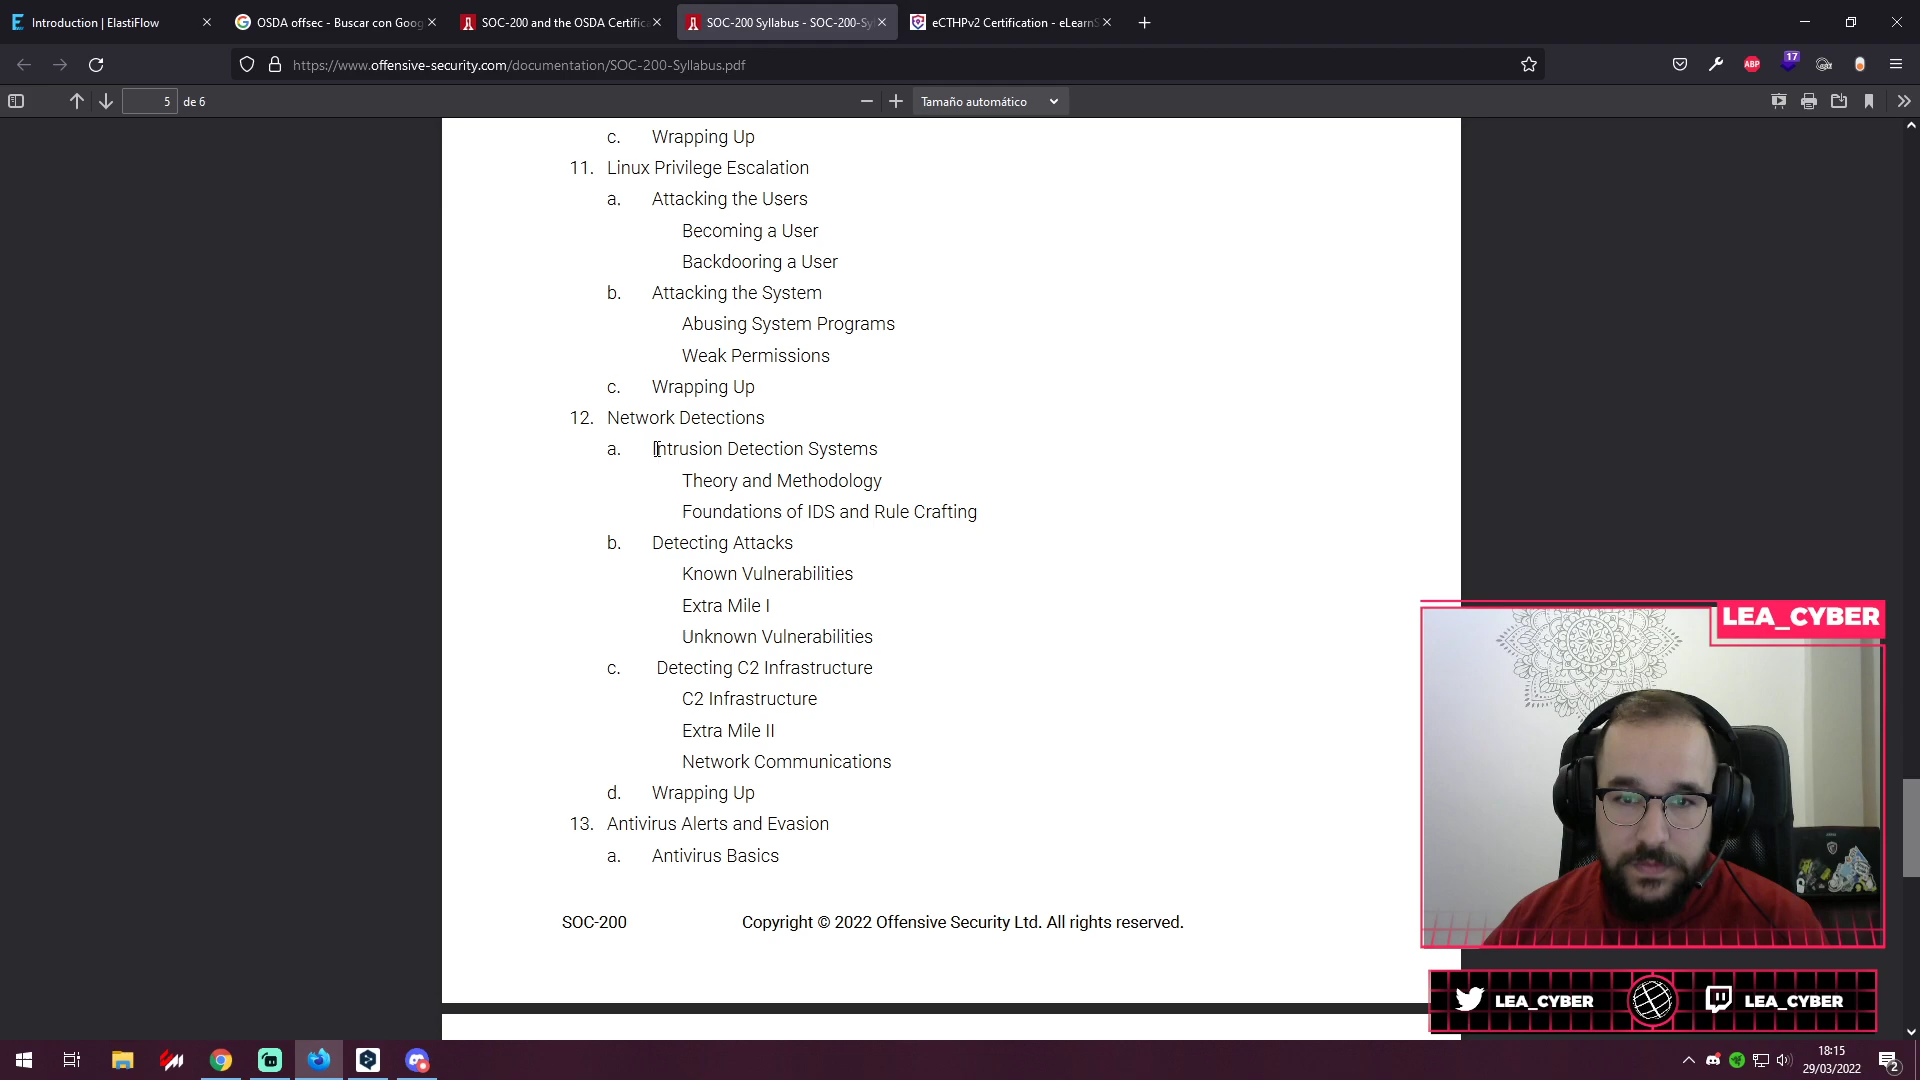 Introduction | ElastiFlow
OSDA offsec - Buscar con Goog
SOC-200 and the OSDA Certifica
SOC-200 Syllabus - SOC-200-Sy
eCTHPv2 Certification - eLearnS
https://www.offensive-security.com/documentation/SOC-200-Syllabus.pdf
ABP
17
5 de 6
Tamaño automático
c. Wrapping Up
11. Linux Privilege Escalation
a. Attacking the Users
Becoming a User
Backdooring a User
b. Attacking the System
Abusing System Programs
Weak Permissions
c. Wrapping Up
12. Network Detections
a. Intrusion Detection Systems
Theory and Methodology
Foundations of IDS and Rule Crafting
b. Detecting Attacks
Known Vulnerabilities
Extra Mile I
Unknown Vulnerabilities
c. Detecting C2 Infrastructure
C2 Infrastructure
Extra Mile II
Network Communications
d. Wrapping Up
13. Antivirus Alerts and Evasion
a. Antivirus Basics
SOC-200 Copyright © 2022 Offensive Security Ltd. All rights reserved.
LEA_CYBER
LEA_CYBER
LEA_CYBER
18:15
29/03/2022
2